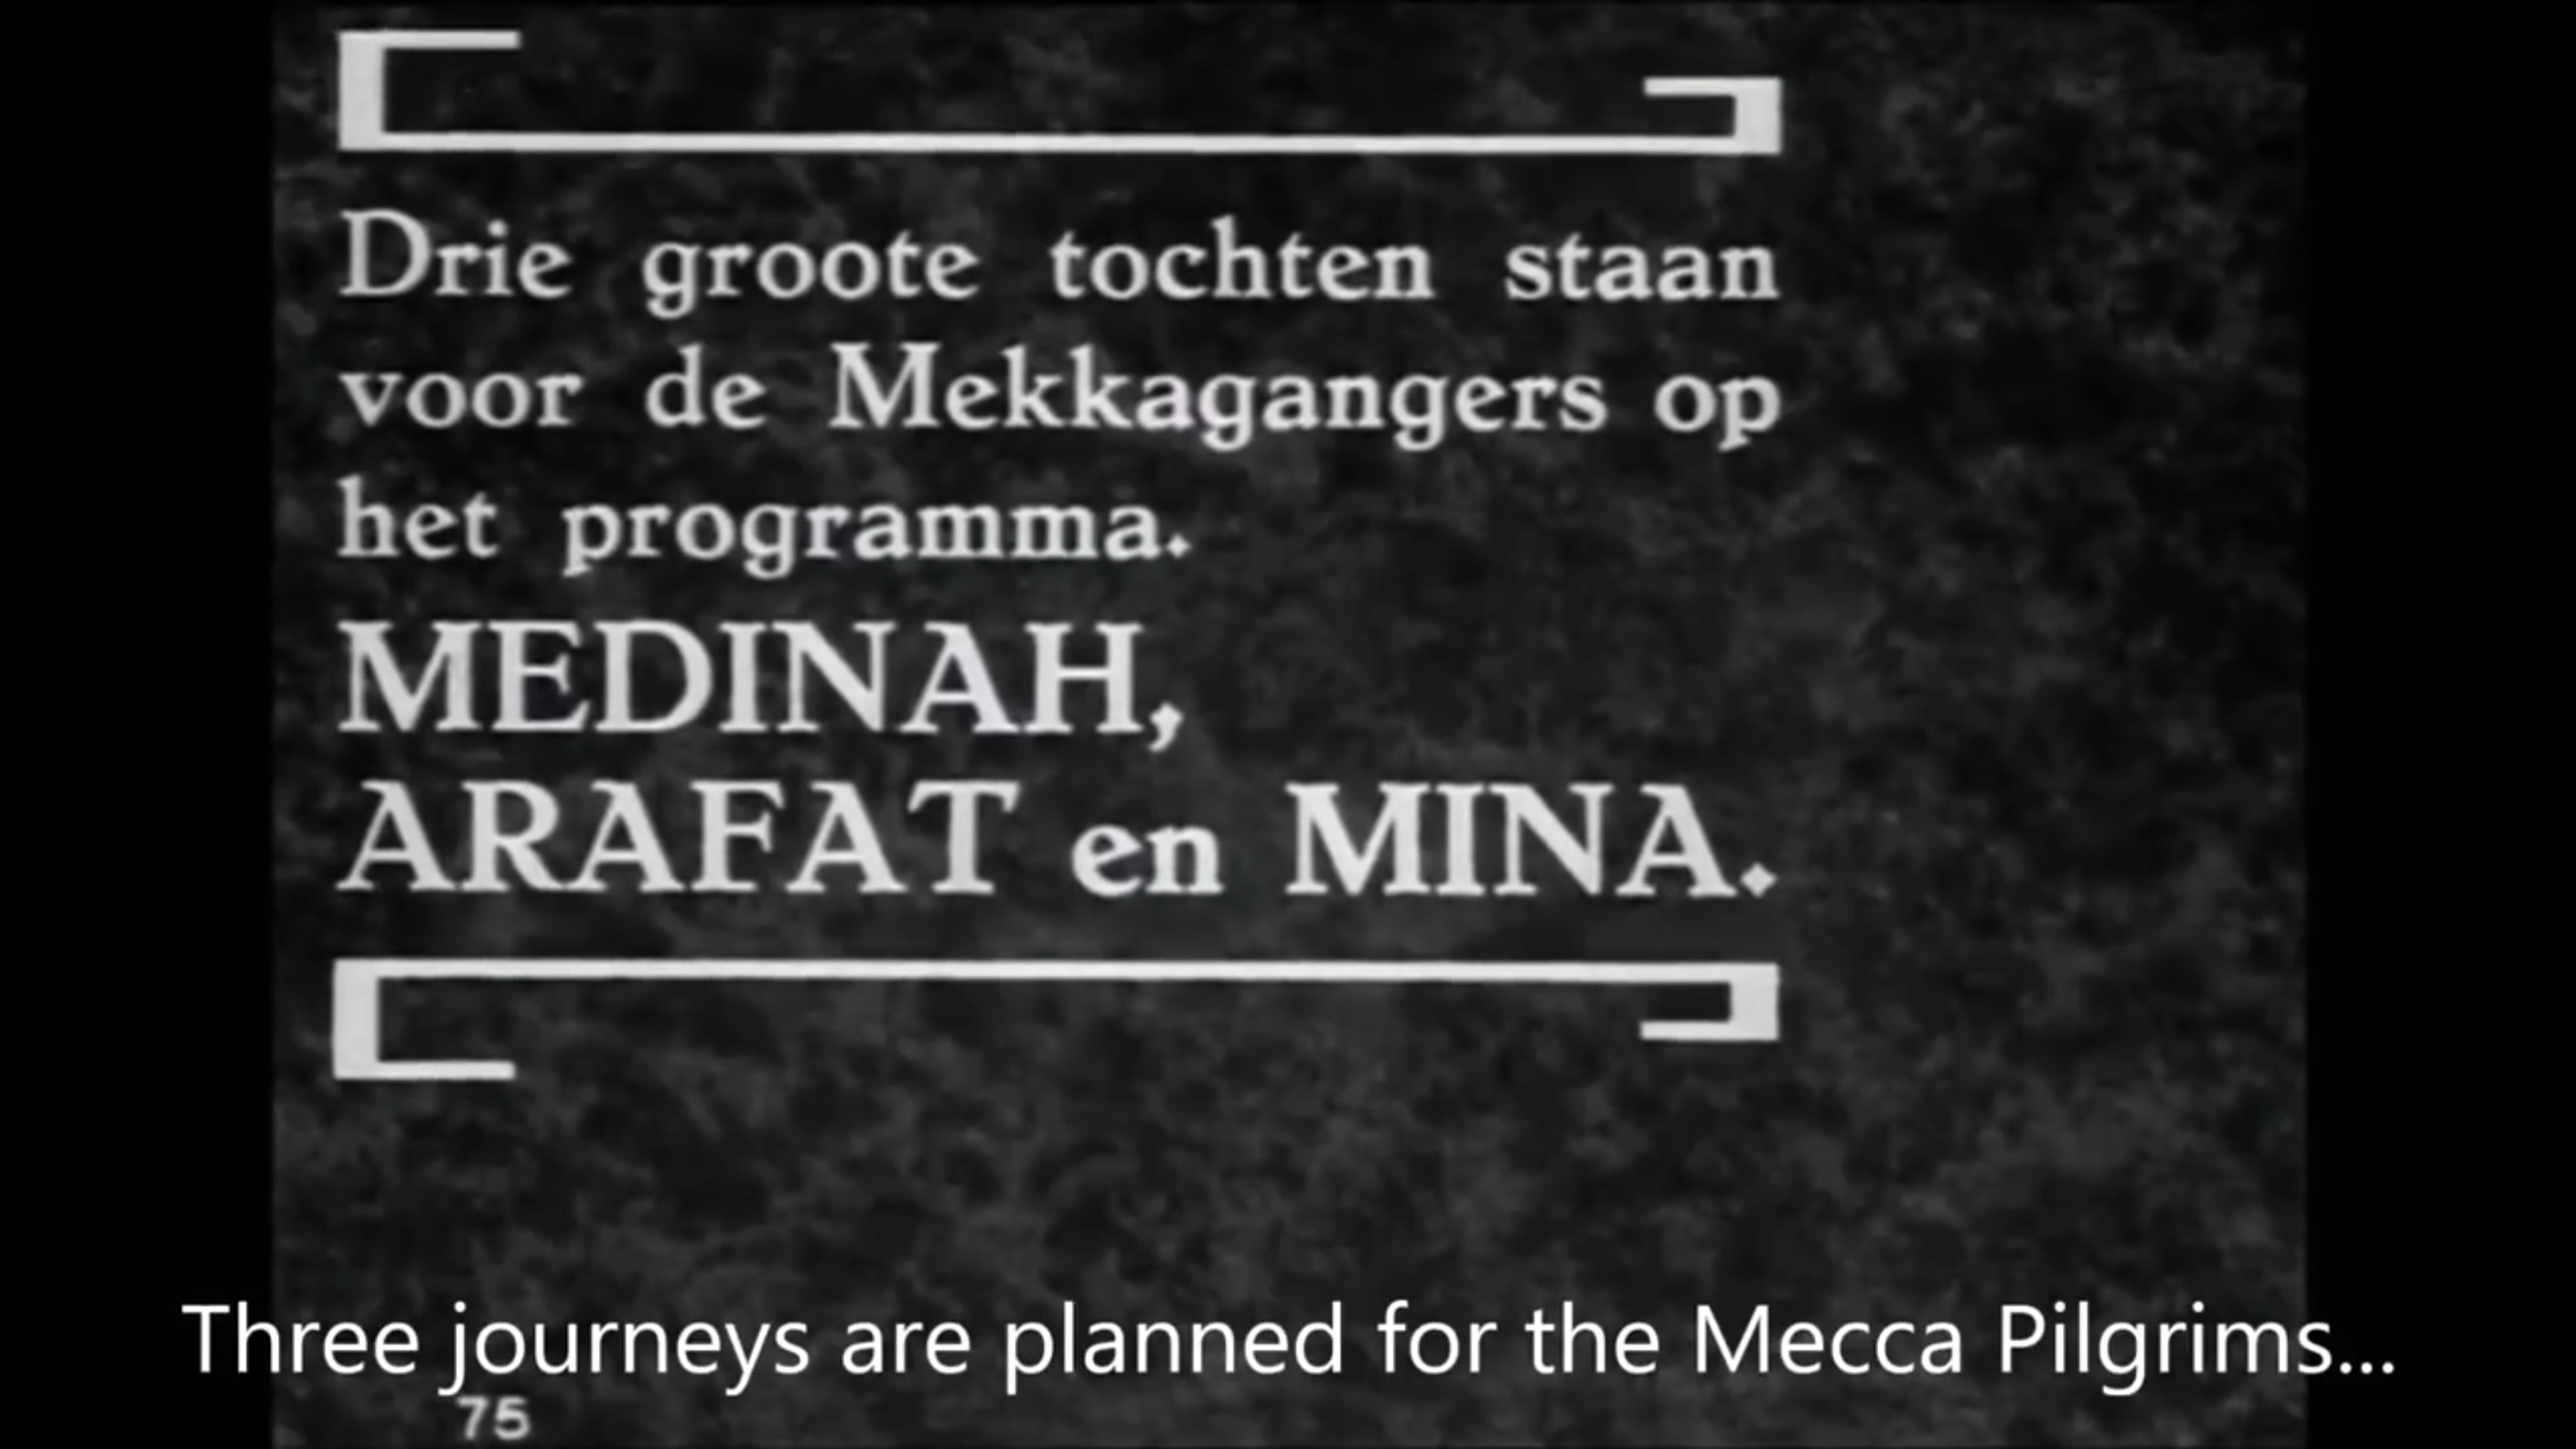 Drie groote tochten staan
voor de Mekkagangers op
het programma.
MEDINAH,
ARAFAT en MINA.
Three journeys are planned for the Mecca Pilgrims...
75